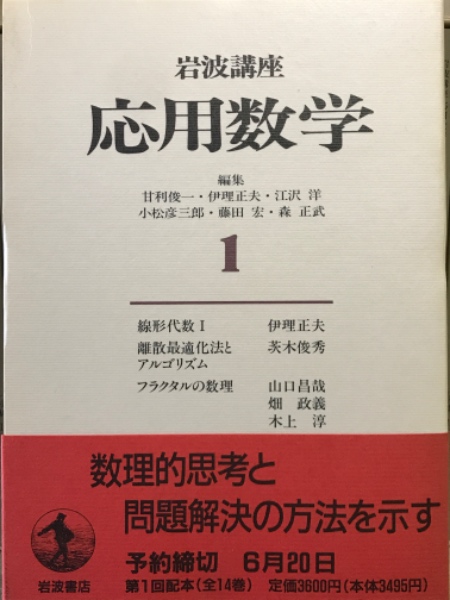 岩波講座
応用数学
編集
甘利俊一・伊理正夫・江沢 洋
小松彦三郎・藤田 宏・森 正武
1
線形代数 I 伊理正夫
離散最適化法と 茨木俊秀
アルゴリズム
フラクタルの数理 山口昌哉
畑 政義
木上 淳
数理的思考と
問題解決の方法を示す
予約締切 6月20日
岩波書店 第1回配本(全14巻) 定価3600円(本体3495円)